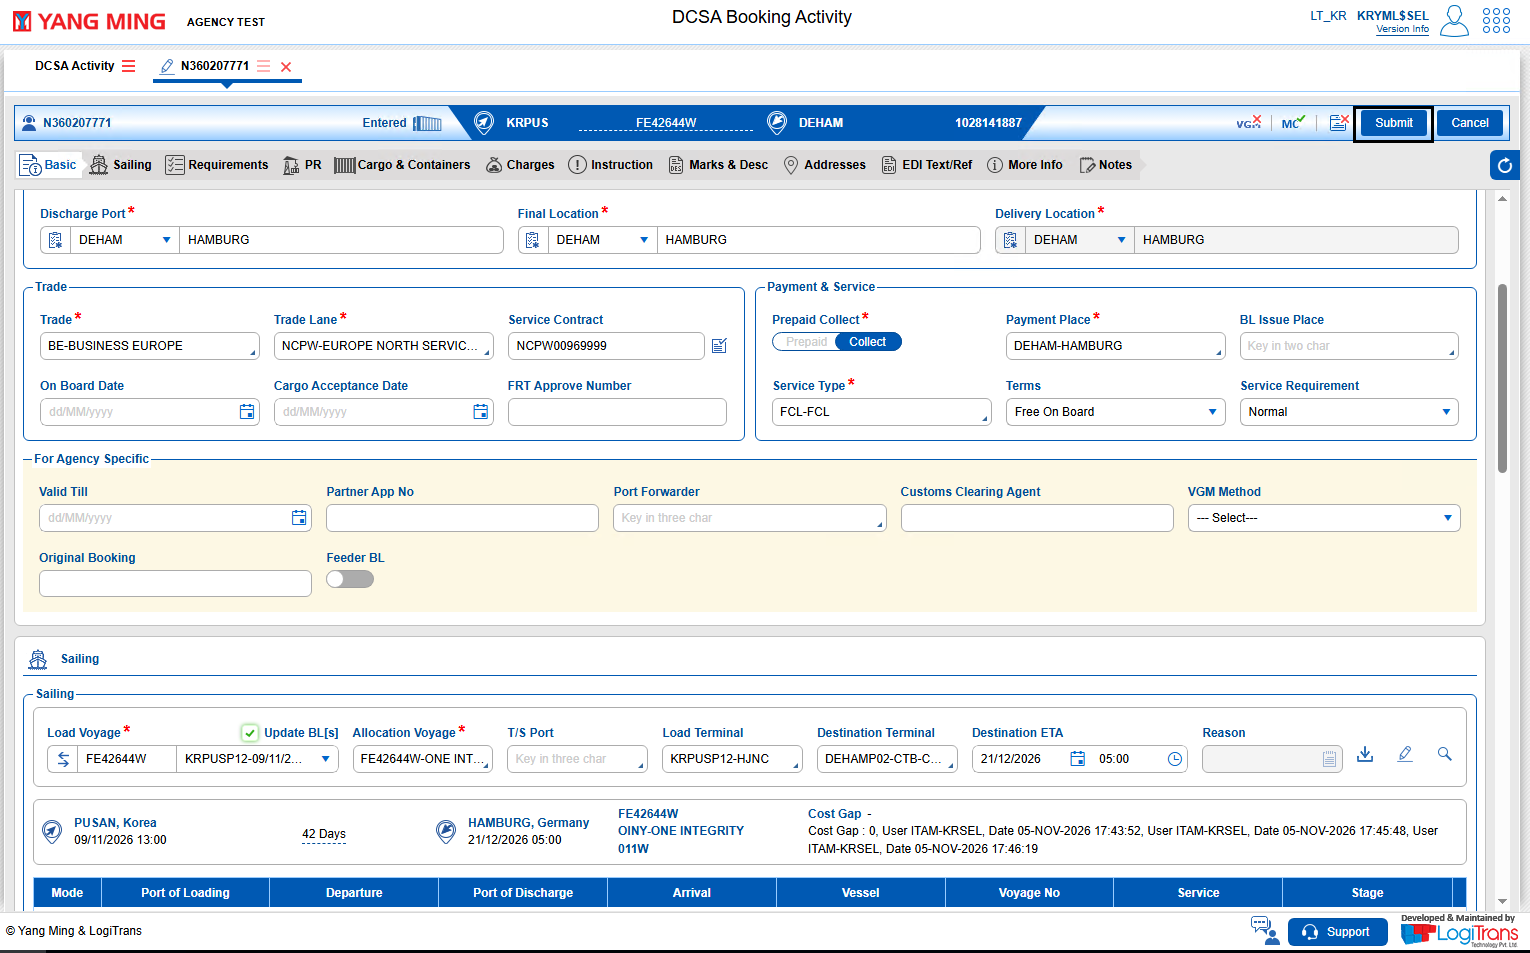 YANG MING AGENCY TEST
DCSA Booking Activity
LT_KR KRYML$SEL
Version Info
DCSA Activity N360207771
N360207771 Entered KRPUS FE42644W DEHAM 1028141887 VGM MC Submit Cancel
Basic Sailing Requirements PR Cargo & Containers Charges Instruction Marks & Desc Addresses EDI Text/Ref More Info Notes
Discharge Port* Final Location* Delivery Location*
DEHAM HAMBURG DEHAM HAMBURG DEHAM HAMBURG
Trade
Trade* Trade Lane* Service Contract
BE-BUSINESS EUROPE NCPW-EUROPE NORTH SERVIC... NCPW00969999
On Board Date Cargo Acceptance Date FRT Approve Number
dd/MM/yyyy dd/MM/yyyy
Payment & Service
Prepaid Collect* Payment Place* BL Issue Place
Prepaid Collect DEHAM-HAMBURG Key in two char
Service Type* Terms Service Requirement
FCL-FCL Free On Board Normal
For Agency Specific
Valid Till Partner App No Port Forwarder Customs Clearing Agent VGM Method
dd/MM/yyyy Key in three char --- Select---
Original Booking Feeder BL
Sailing
Sailing
Load Voyage* Update BL[s] Allocation Voyage* T/S Port Load Terminal Destination Terminal Destination ETA Reason
FE42644W KRPUSP12-09/11/2... FE42644W-ONE INT... Key in three char KRPUSP12-HJNC DEHAMP02-CTB-C... 21/12/2026 05:00
PUSAN, Korea
09/11/2026 13:00
42 Days
HAMBURG, Germany
21/12/2026 05:00
FE42644W
OINY-ONE INTEGRITY
011W
Cost Gap -
Cost Gap : 0, User ITAM-KRSEL, Date 05-NOV-2026 17:43:52, User ITAM-KRSEL, Date 05-NOV-2026 17:45:48, User
ITAM-KRSEL, Date 05-NOV-2026 17:46:19
Mode Port of Loading Departure Port of Discharge Arrival Vessel Voyage No Service Stage
© Yang Ming & LogiTrans
Support
Developed & Maintained by
LogiTrans
Technology Pvt. Ltd.